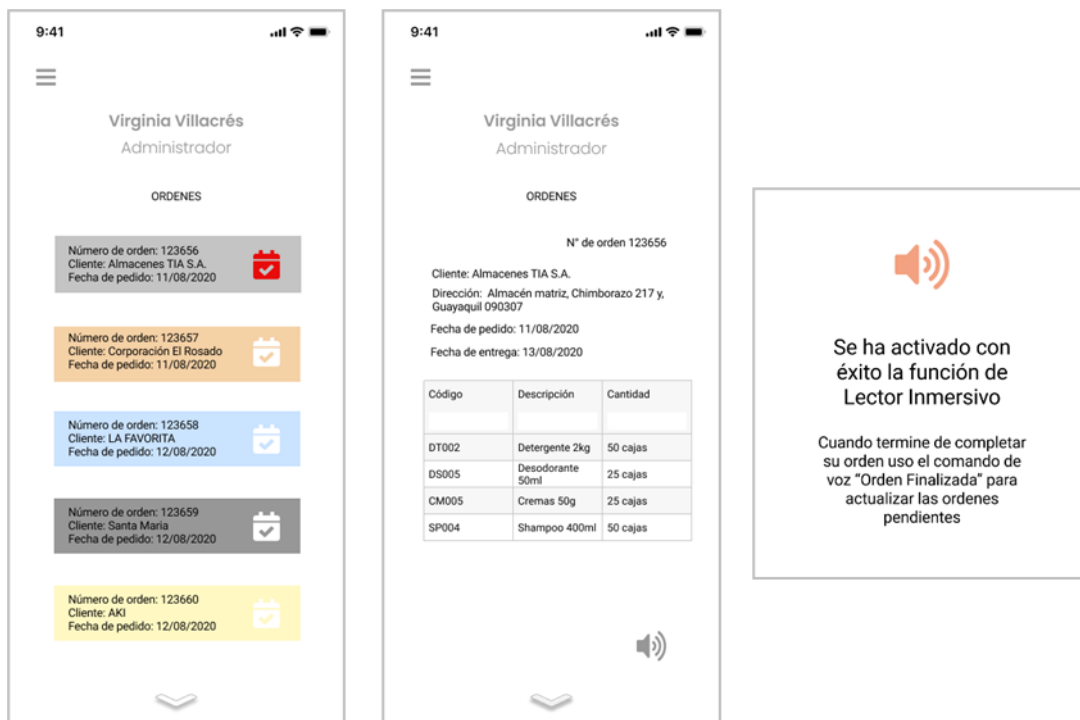 9:41
Virginia Villacrés
Administrador
ORDENES
Número de orden: 123656
Cliente: Almacenes TIA S.A.
Fecha de pedido: 11/08/2020
Número de orden: 123657
Cliente: Corporación El Rosado
Fecha de pedido: 11/08/2020
Número de orden: 123658
Cliente: LA FAVORITA
Fecha de pedido: 12/08/2020
Número de orden: 123659
Cliente: Santa Maria
Fecha de pedido: 12/08/2020
Número de orden: 123660
Cliente: AKI
Fecha de pedido: 12/08/2020
9:41
Virginia Villacrés
Administrador
ORDENES
N° de orden 123656
Cliente: Almacenes TIA S.A.
Dirección: Almacén matriz, Chimborazo 217 y,
Guayaquil 090307
Fecha de pedido: 11/08/2020
Fecha de entrega: 13/08/2020
Código Descripción Cantidad
DT002 Detergente 2kg 50 cajas
DS005 Desodorante 50ml 25 cajas
CM005 Cremas 50g 25 cajas
SP004 Shampoo 400ml 50 cajas
Se ha activado con
éxito la función de
Lector Inmersivo
Cuando termine de completar
su orden uso el comando de
voz “Orden Finalizada” para
actualizar las ordenes
pendientes